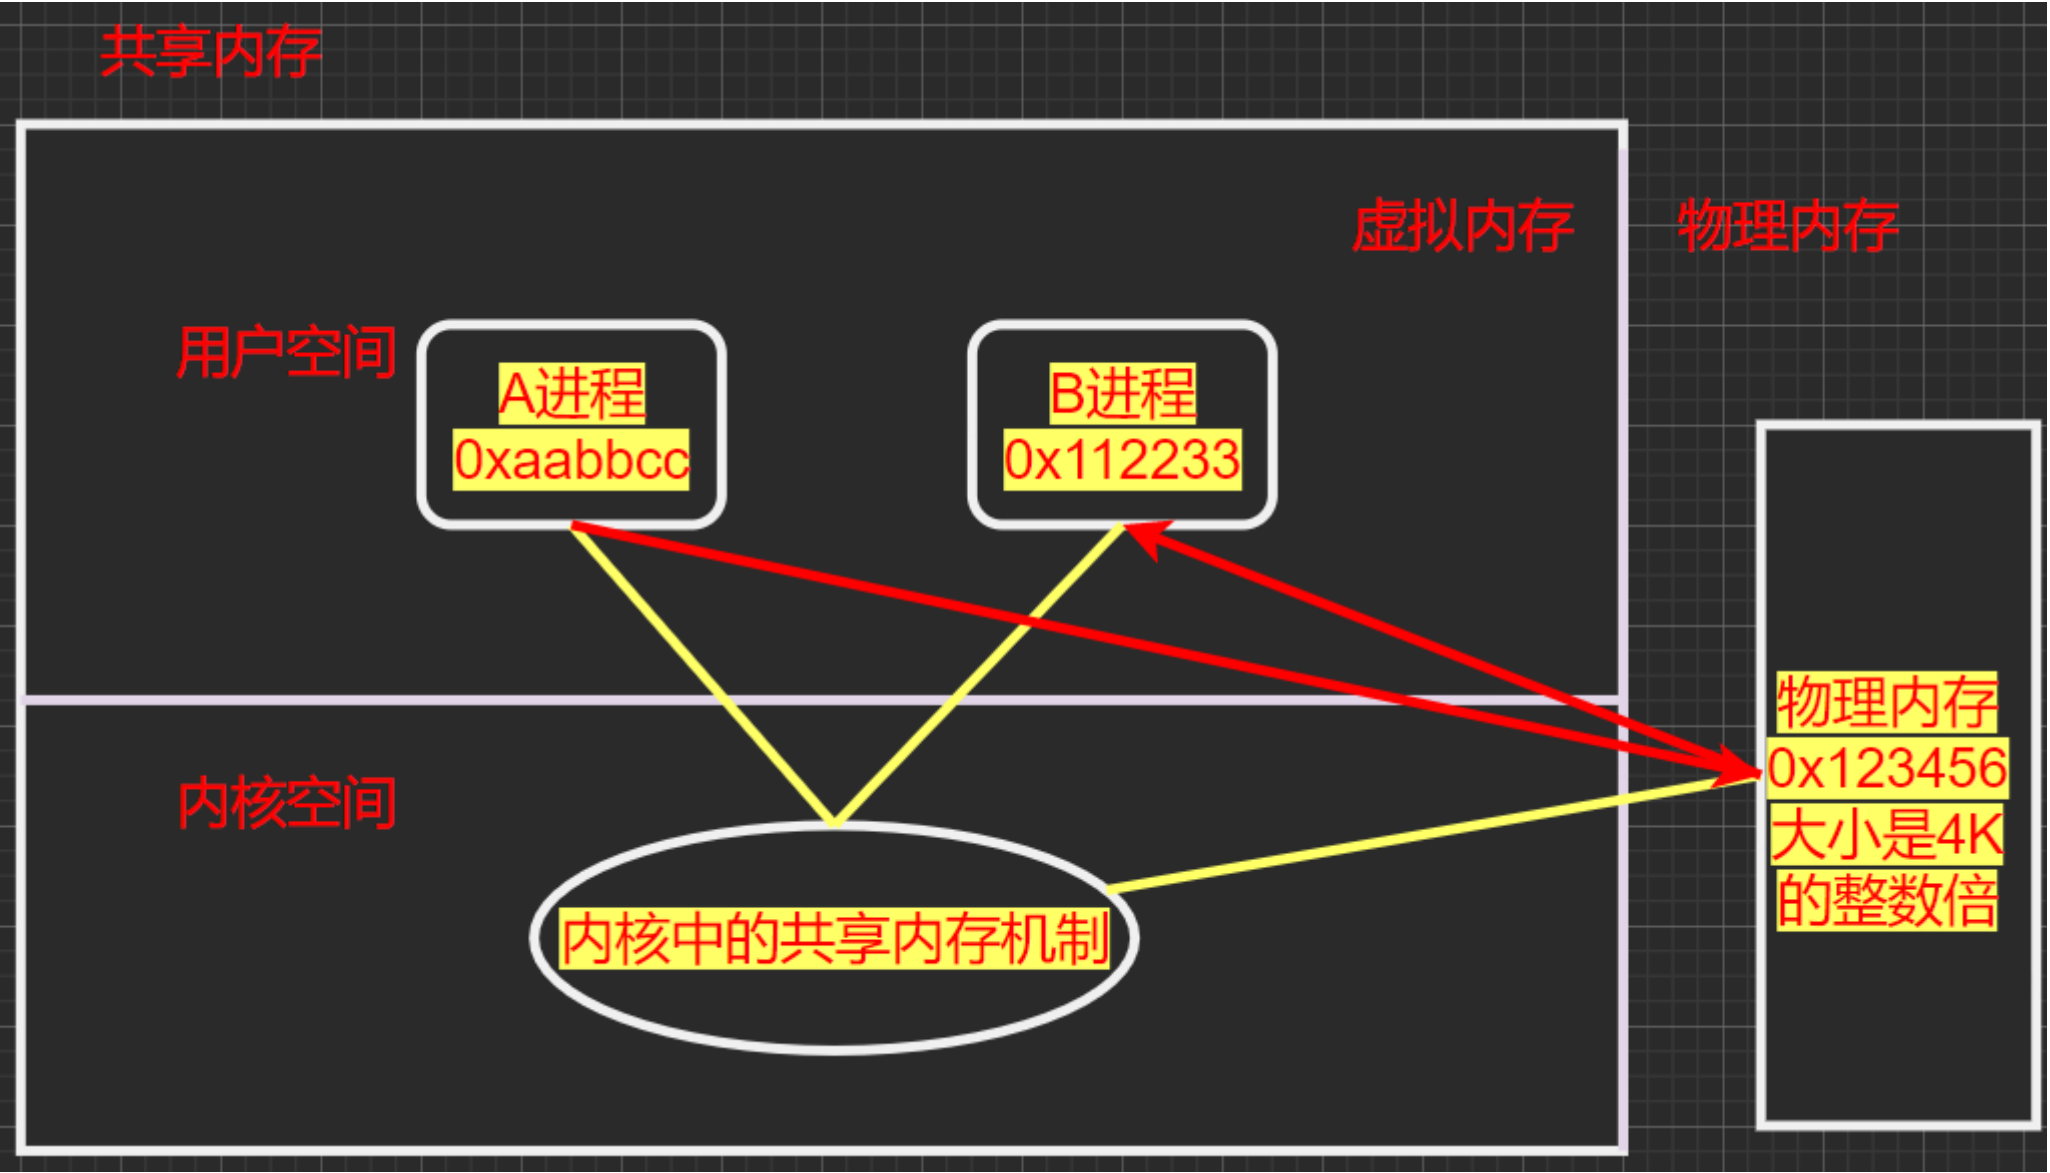 共享内存
虚拟内存
物理内存
用户空间
A进程
0xaabbcc
B进程
0x112233
内核空间
内核中的共享内存机制
物理内存
0x123456
大小是4K
的整数倍